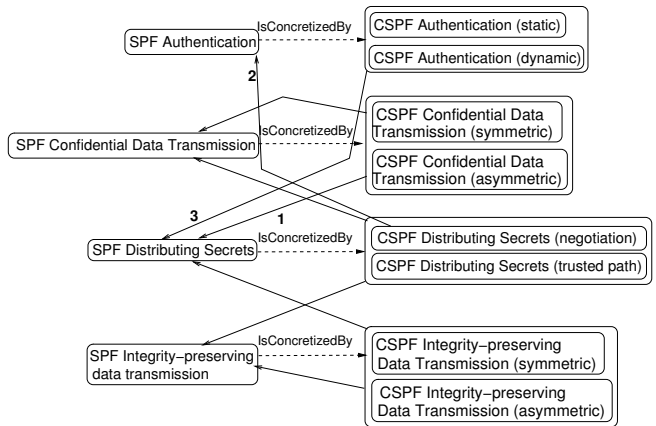 SPF Authentication
IsConcretizedBy
CSPF Authentication (static)
CSPF Authentication (dynamic)
2
SPF Confidential Data Transmission
IsConcretizedBy
CSPF Confidential Data
Transmission (symmetric)
CSPF Confidential Data
Transmission (asymmetric)
3
1
SPF Distributing Secrets
IsConcretizedBy
CSPF Distributing Secrets (negotiation)
CSPF Distributing Secrets (trusted path)
SPF Integrity−preserving
data transmission
IsConcretizedBy
CSPF Integrity−preserving
Data Transmission (symmetric)
CSPF Integrity−preserving
Data Transmission (asymmetric)